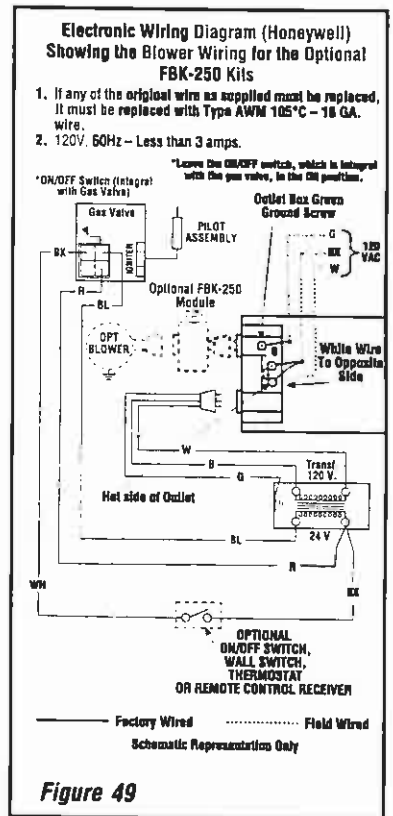 Electronic Wiring Diagram (Honeywell)
Showing the Blower Wiring for the Optional
FBK-250 Kits
1. If any of the original wire as supplied must be replaced,
it must be replaced with Type AWM 105°C – 18 GA.
wire.
2. 120V, 60Hz – Less than 3 amps.
*Leave the ON/OFF switch, which is integral
with the gas valve, in the ON position.
*ON/OFF Switch (Integral
with Gas Valve)
Outlet Box Green
Ground Screw
Gas Valve
IGNITER
PILOT
ASSEMBLY
G
BK
W
120
VAC
BK
R
BL
Optional FBK-250
Module
OPT
BLOWER
White Wire
To Opposite
Side
W
B
G
Transf
120 V.
Hot side of Outlet
24 V
BL
R
WH
BX
OPTIONAL
ON/OFF SWITCH,
WALL SWITCH,
THERMOSTAT
OR REMOTE CONTROL RECEIVER
Factory Wired
Field Wired
Schematic Representation Only
Figure 49